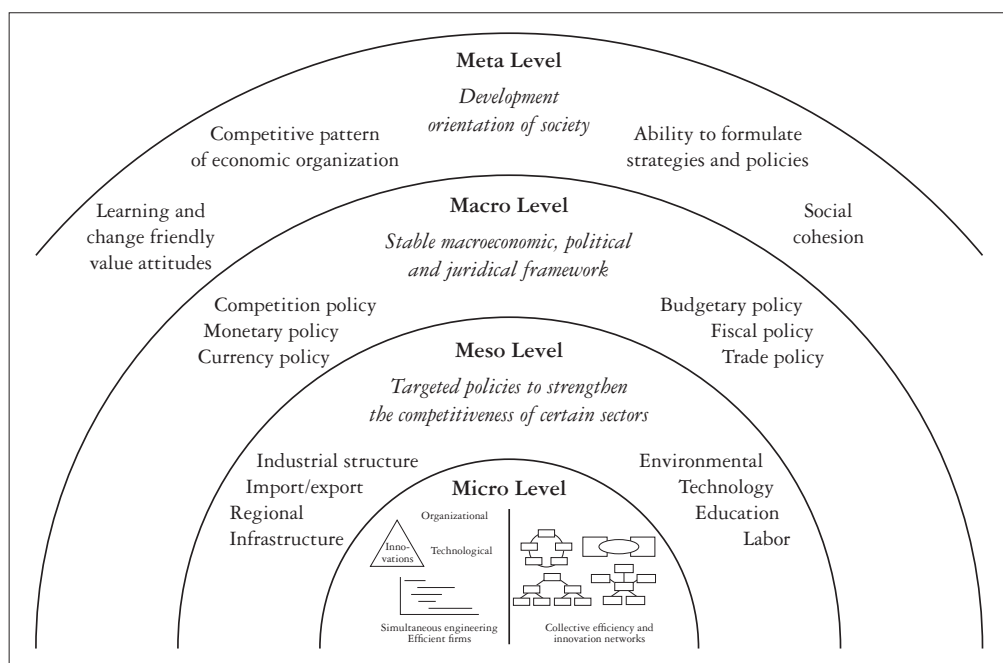 Meta Level
Development
orientation of society
Competitive pattern
of economic organization
Ability to formulate
strategies and policies
Learning and
change friendly
value attitudes
Social
cohesion
Macro Level
Stable macroeconomic, political
and juridical framework
Competition policy
Monetary policy
Currency policy
Budgetary policy
Fiscal policy
Trade policy
Meso Level
Targeted policies to strengthen
the competitiveness of certain sectors
Industrial structure
Import/export
Regional
Infrastructure
Environmental
Technology
Education
Labor
Micro Level
Organizational
Inno-
vations
Technological
Simultaneous engineering
Efficient firms
Collective efficiency and
innovation networks